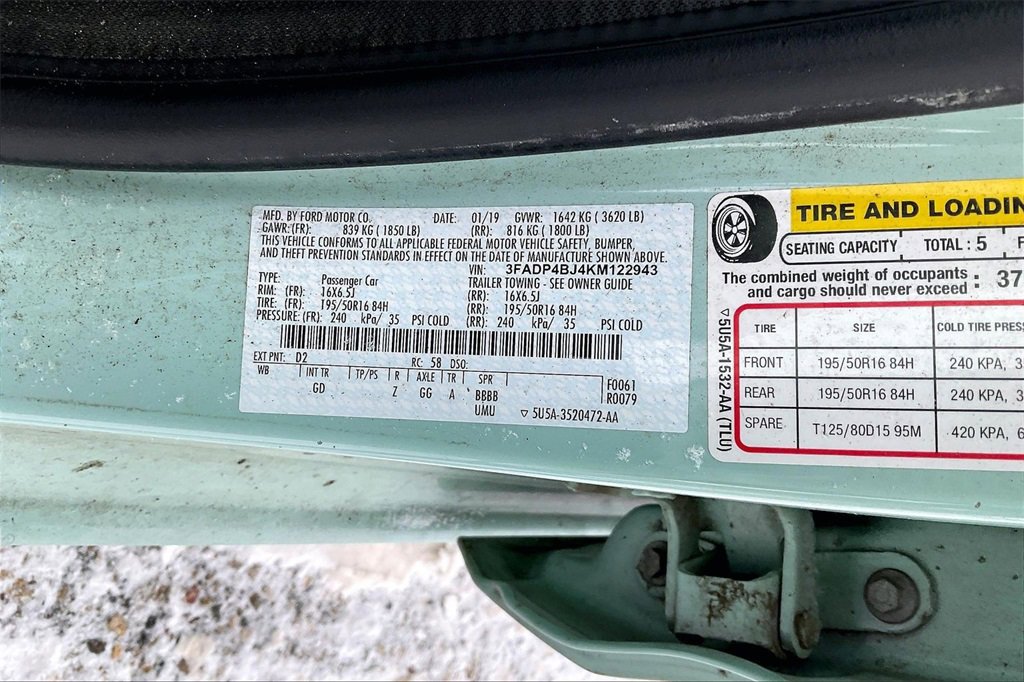 MFD. BY FORD MOTOR CO. DATE: 01/19 GVWR: 1642 KG ( 3620 LB)
GAWR:(FR): 839 KG ( 1850 LB) (RR): 816 KG ( 1800 LB)
THIS VEHICLE CONFORMS TO ALL APPLICABLE FEDERAL MOTOR VEHICLE SAFETY, BUMPER,
AND THEFT PREVENTION STANDARDS IN EFFECT ON THE DATE OF MANUFACTURE SHOWN ABOVE.
VIN: 3FADP4BJ4KM122943
TYPE: Passenger Car TRAILER TOWING - SEE OWNER GUIDE
RIM: (FR): 16X6.5J (RR): 16X6.5J
TIRE: (FR): 195/50R16 84H (RR): 195/50R16 84H
PRESSURE:(FR): 240 kPa/ 35 PSI COLD (RR): 240 kPa/ 35 PSI COLD
EXT PNT: D2 RC: 58 DSO:
WB INT TR TP/PS R AXLE TR SPR F0061
GD Z GG A BBBB R0079
UMU ▽ 5U5A-3520472-AA
TIRE AND LOADIN
SEATING CAPACITY TOTAL : 5 F
The combined weight of occupants
and cargo should never exceed : 37
TIRE SIZE COLD TIRE PRESS
FRONT 195/50R16 84H 240 KPA, 3
REAR 195/50R16 84H 240 KPA, 3
SPARE T125/80D15 95M 420 KPA, 6
▽5U5A-1532-AA (TLU)